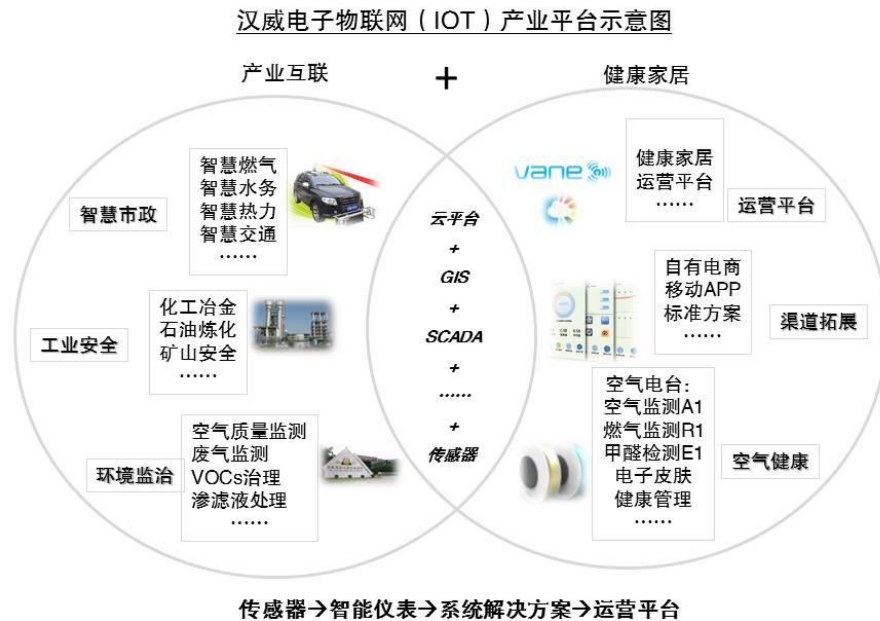 汉威电子物联网（IOT）产业平台示意图
产业互联
+
健康家居
智慧市政
智慧燃气
智慧水务
智慧热力
智慧交通
······
工业安全
化工冶金
石油炼化
矿山安全
······
环境监治
空气质量监测
废气监测
VOCs治理
渗滤液处理
······
云平台
+
GIS
+
SCADA
+
······
+
传感器
vane
健康家居
运营平台
······
运营平台
自有电商
移动APP
标准方案
······
渠道拓展
空气电台：
空气监测A1
燃气监测R1
甲醛检测E1
电子皮肤
健康管理
······
空气健康
传感器→智能仪表→系统解决方案→运营平台